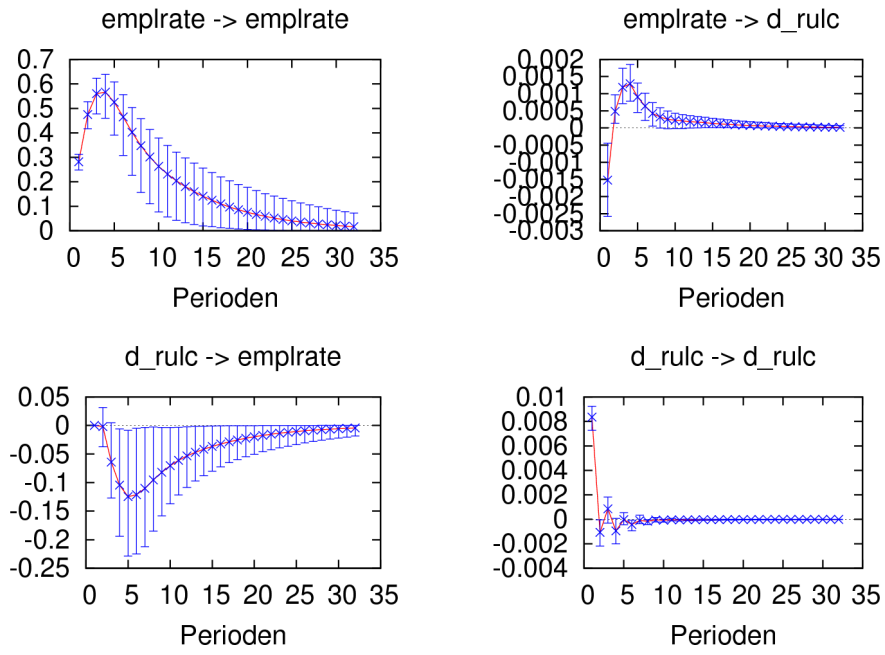 emplrate -> emplrate
0.7
0.6
0.5
0.4
0.3
0.2
0.1
0
0 5 10 15 20 25 30 35
Perioden
emplrate -> d_rulc
0.002
0.0015
0.001
0.0005
0
-0.0005
-0.001
-0.0015
-0.002
-0.0025
-0.003
0 5 10 15 20 25 30 35
Perioden
d_rulc -> emplrate
0.05
0
-0.05
-0.1
-0.15
-0.2
-0.25
0 5 10 15 20 25 30 35
Perioden
d_rulc -> d_rulc
0.01
0.008
0.006
0.004
0.002
0
-0.002
-0.004
0 5 10 15 20 25 30 35
Perioden